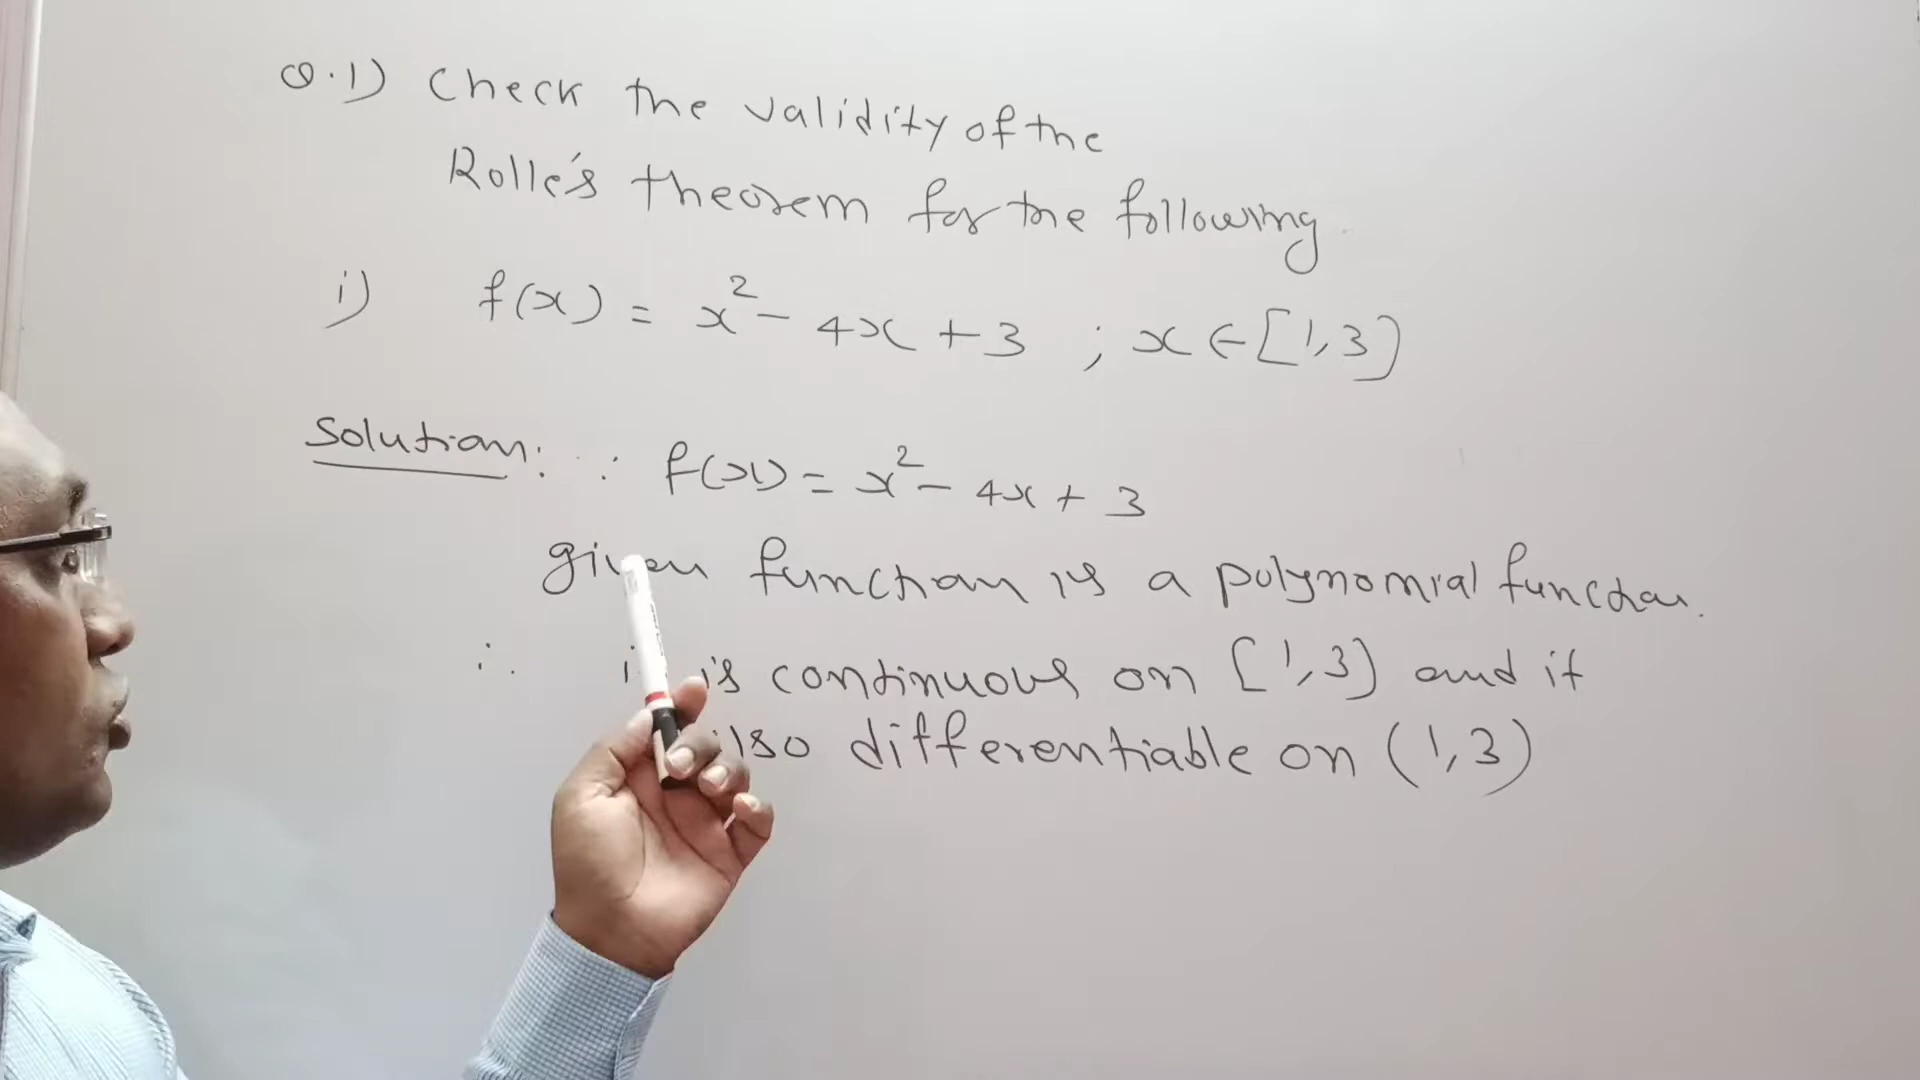 Q.1) Check the validity of the
Rolle's theorem for the following.
i) f(x) = x² - 4x + 3 ; x ∈ [1,3]
Solution: ∵ f(x) = x² - 4x + 3
given function is a polynomial function.
∴ is continuous on [1,3] and it
also differentiable on (1,3)